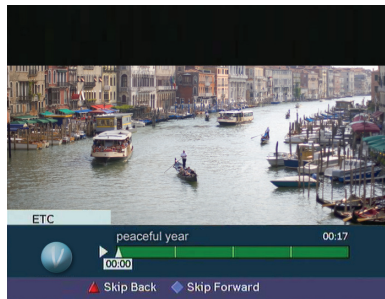 ETC
peaceful year
00:17
00:00
Skip Back
Skip Forward